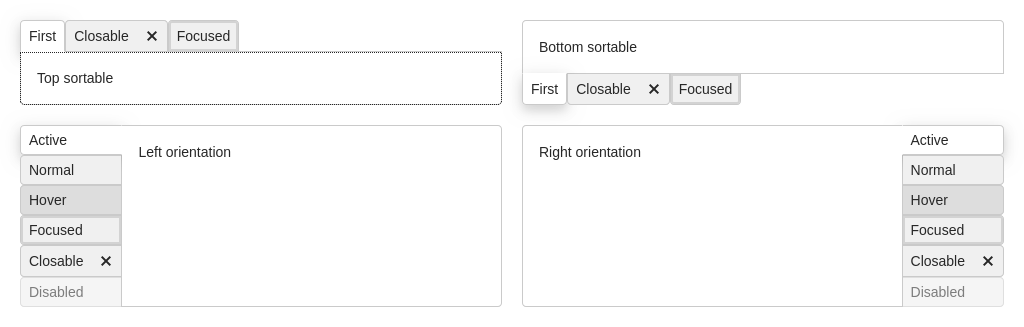 First Closable ✕ Focused
Top sortable
Bottom sortable
First Closable ✕ Focused
Active
Normal
Hover
Focused
Closable ✕
Disabled
Left orientation
Right orientation
Active
Normal
Hover
Focused
Closable ✕
Disabled